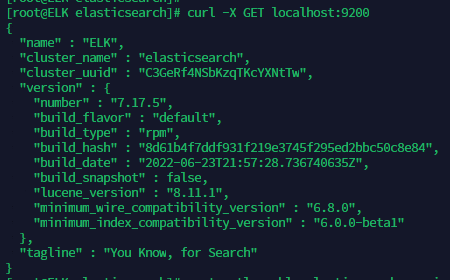 [root@ELK elasticsearch]# curl -X GET localhost:9200
{
  "name" : "ELK",
  "cluster_name" : "elasticsearch",
  "cluster_uuid" : "C3GeRf4NSbKzqTKcYXNtTw",
  "version" : {
    "number" : "7.17.5",
    "build_flavor" : "default",
    "build_type" : "rpm",
    "build_hash" : "8d61b4f7ddf931f219e3745f295ed2bbc50c8e84",
    "build_date" : "2022-06-23T21:57:28.736740635Z",
    "build_snapshot" : false,
    "lucene_version" : "8.11.1",
    "minimum_wire_compatibility_version" : "6.8.0",
    "minimum_index_compatibility_version" : "6.0.0-beta1"
  },
  "tagline" : "You Know, for Search"
}